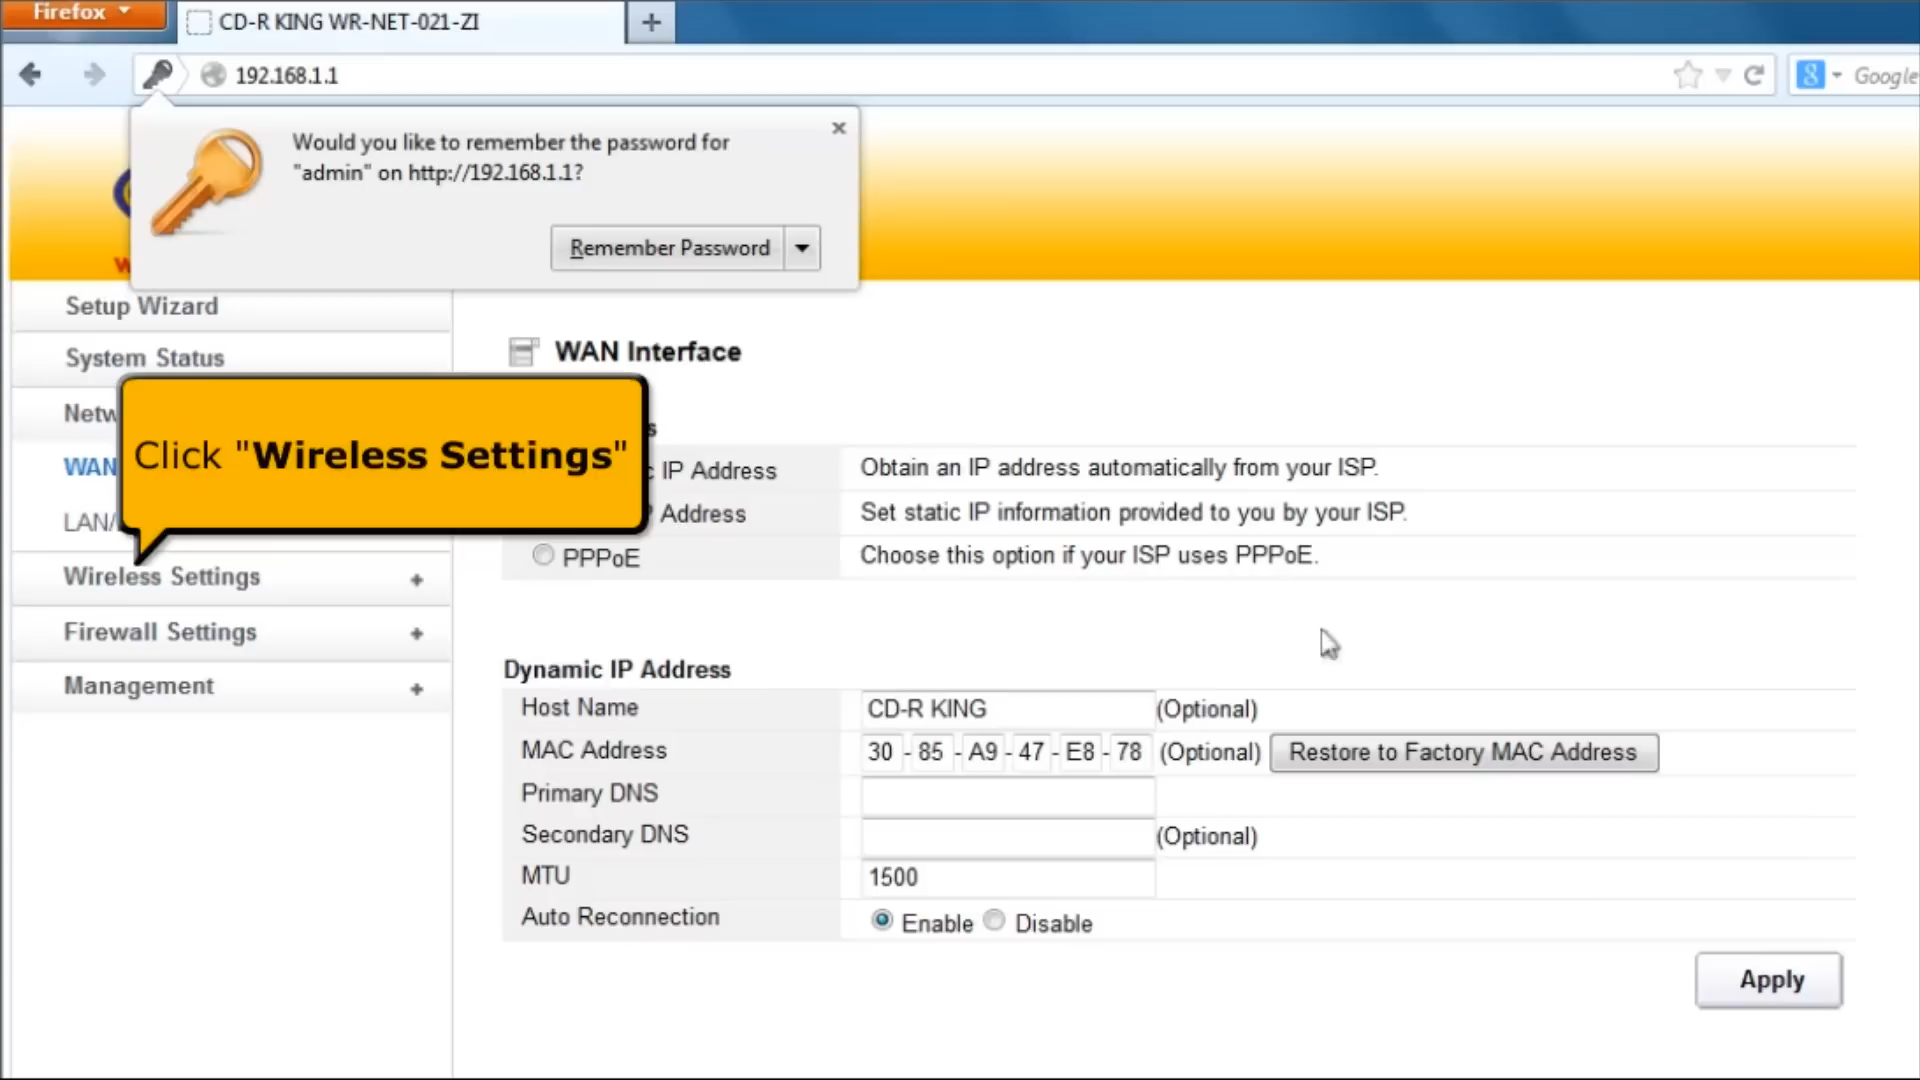 Firefox
CD-R KING WR-NET-021-ZI
192.168.1.1
Google
Would you like to remember the password for
"admin" on http://192.168.1.1?
Remember Password
Setup Wizard
System Status
WAN
Click "Wireless Settings"
Wireless Settings +
Firewall Settings +
Management +
WAN Interface
IP Address Obtain an IP address automatically from your ISP.
Address Set static IP information provided to you by your ISP.
PPPoE Choose this option if your ISP uses PPPoE.
Dynamic IP Address
Host Name CD-R KING (Optional)
MAC Address 30 - 85 - A9 - 47 - E8 - 78 (Optional) Restore to Factory MAC Address
Primary DNS
Secondary DNS (Optional)
MTU 1500
Auto Reconnection Enable Disable
Apply